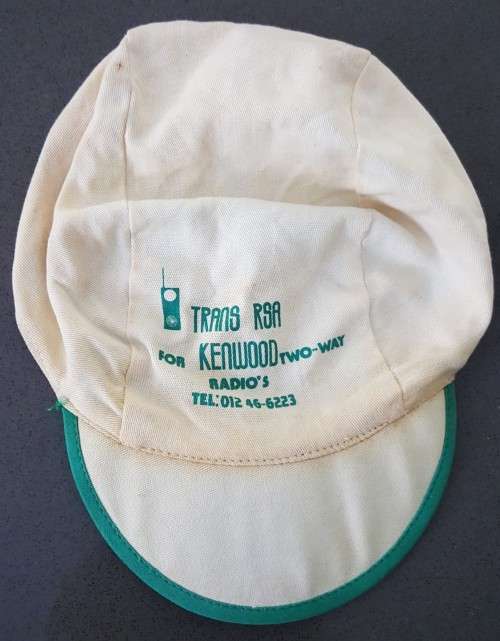 TRANS RSA
FOR KENWOOD TWO-WAY
RADIO'S
TEL: 012 46-6223